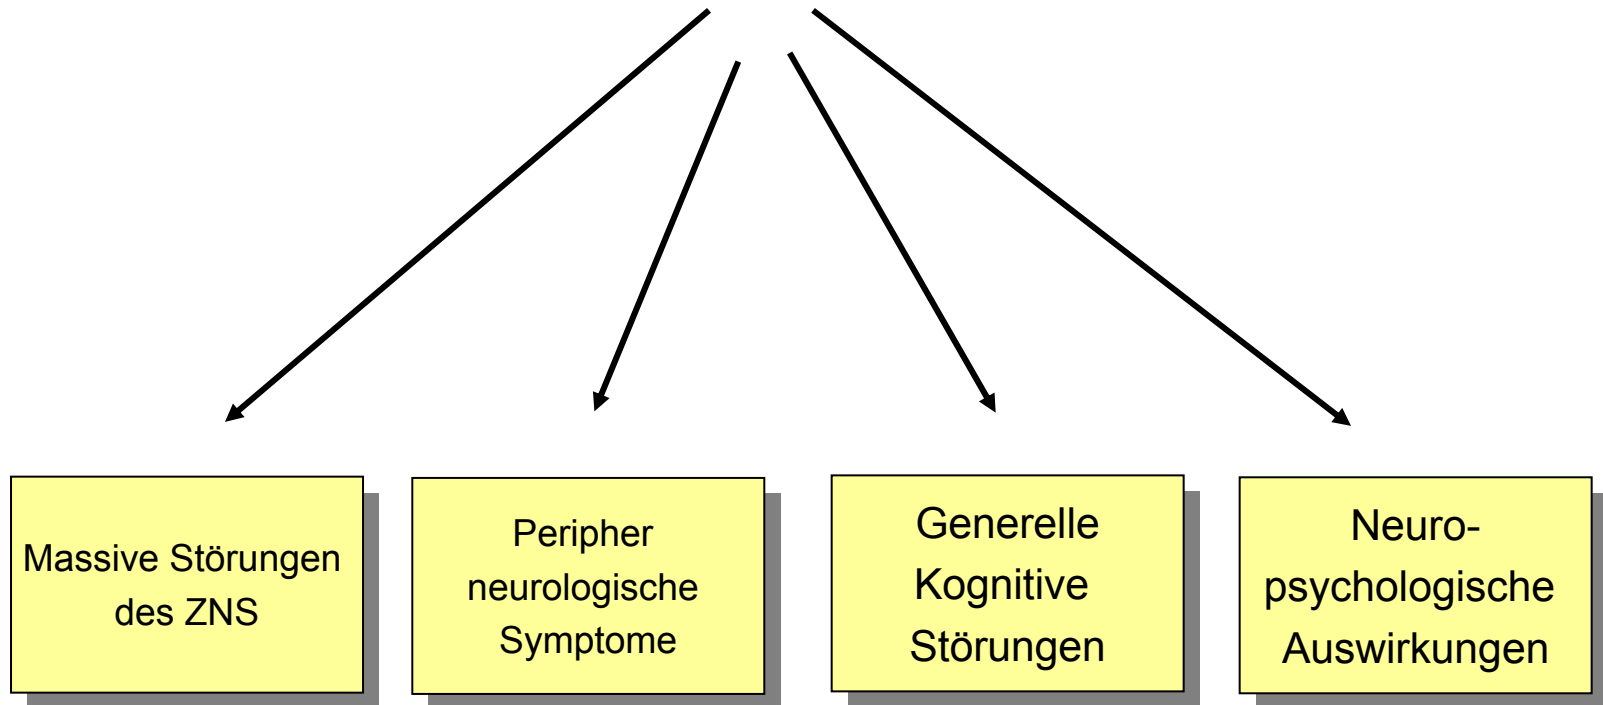 Massive Störungen
des ZNS
Peripher
neurologische
Symptome
Generelle
Kognitive
Störungen
Neuro-
psychologische
Auswirkungen